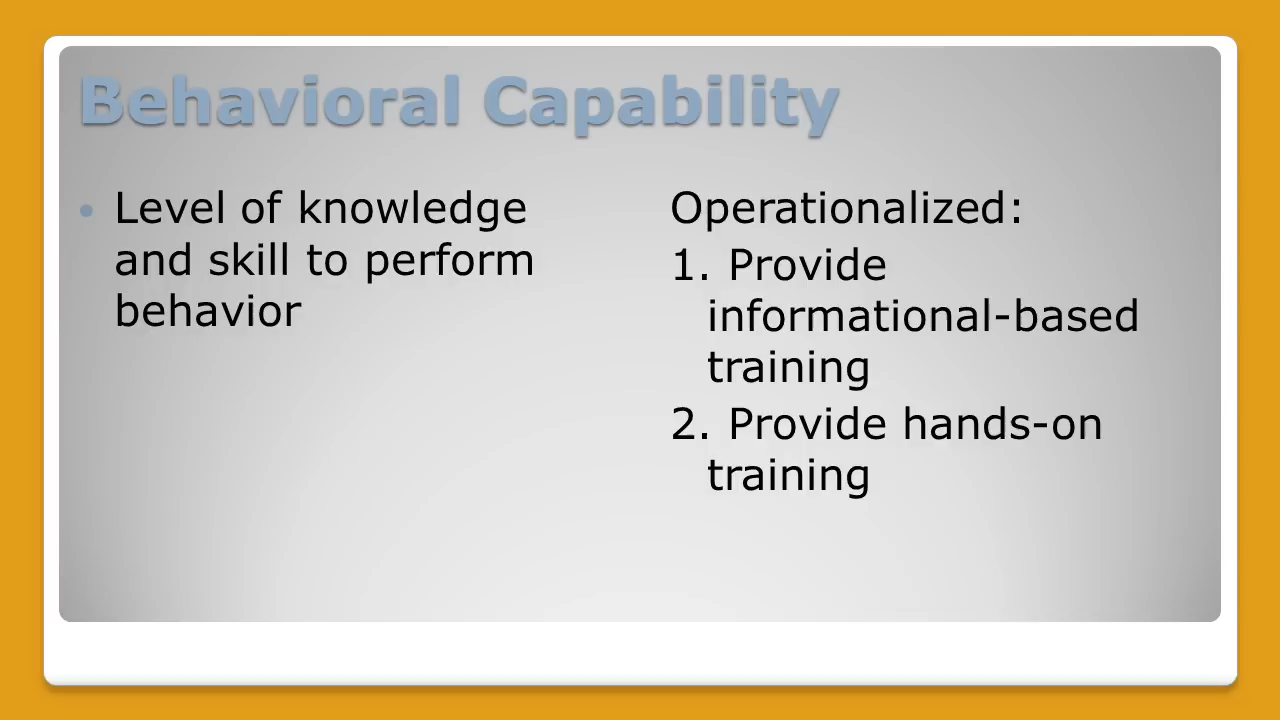 Behavioral Capability
• Level of knowledge
and skill to perform
behavior
Operationalized:
1. Provide
informational-based
training
2. Provide hands-on
training